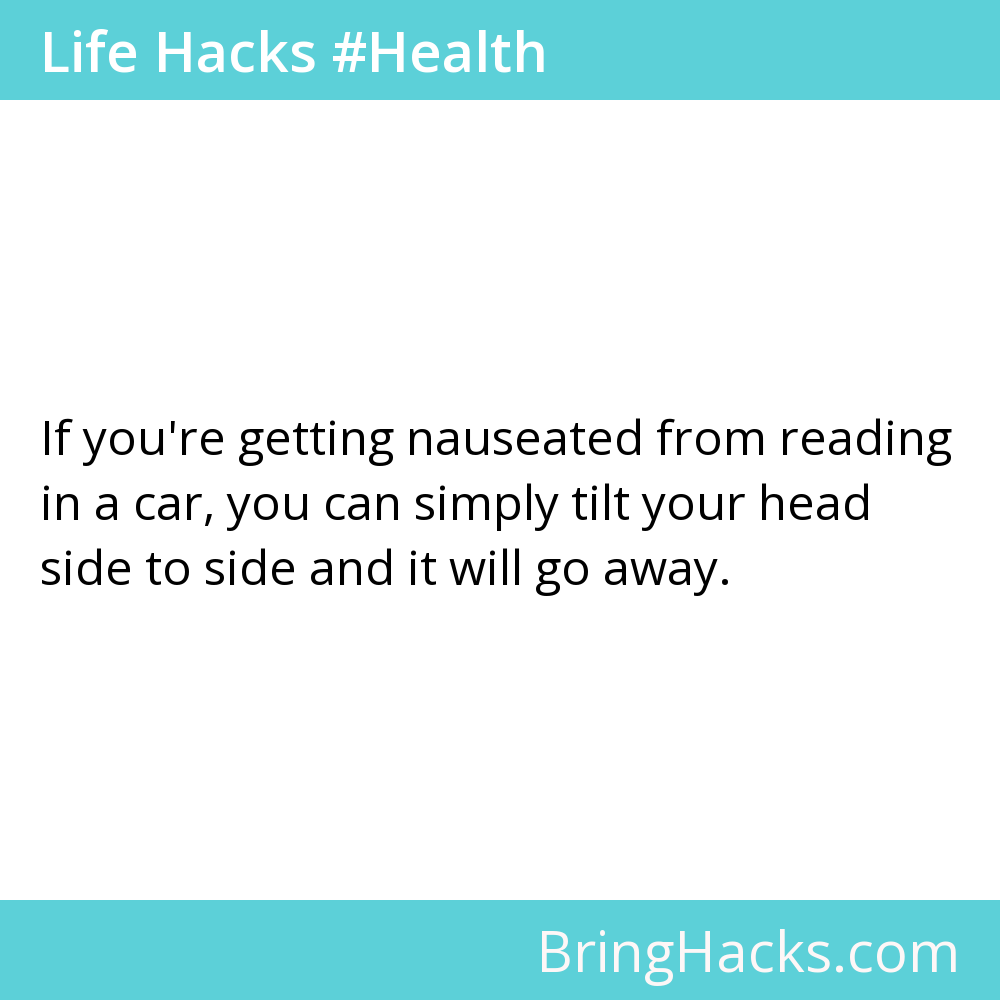 Life Hacks #Health
If you're getting nauseated from reading
in a car, you can simply tilt your head
side to side and it will go away.
BringHacks.com